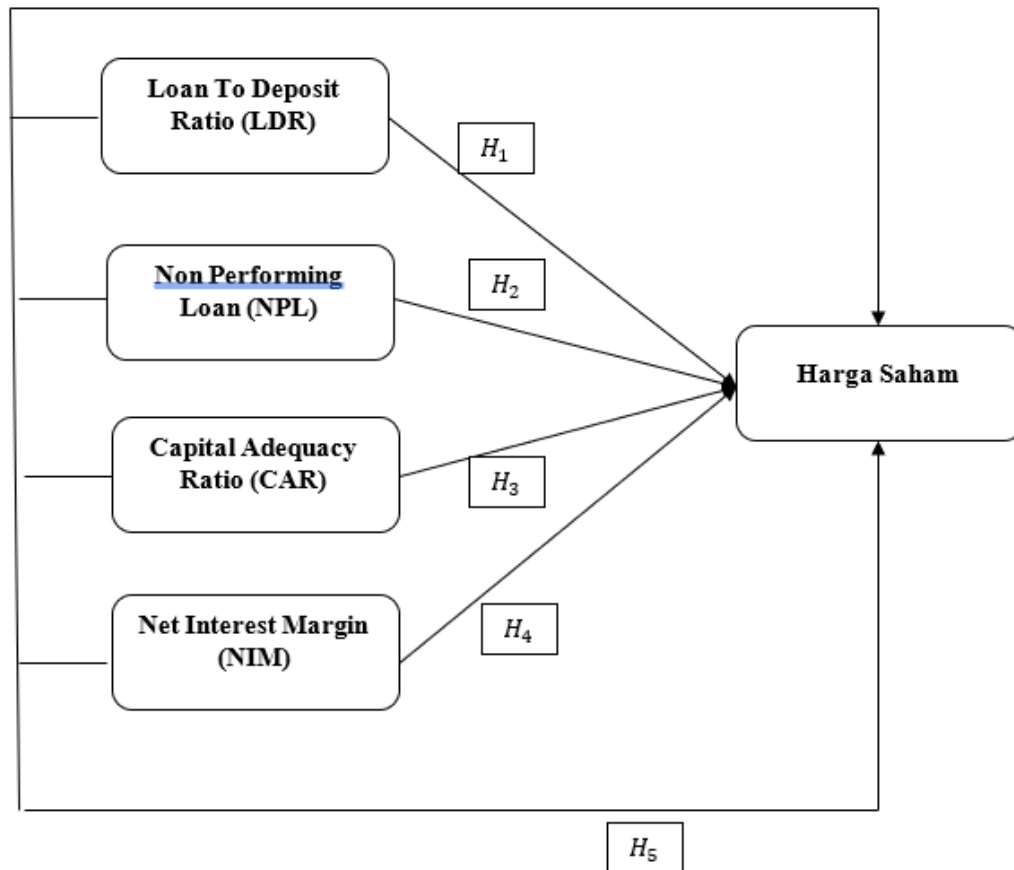 Loan To Deposit
Ratio (LDR)
H₁
Non Performing
Loan (NPL)
H₂
Harga Saham
Capital Adequacy
Ratio (CAR)
H₃
Net Interest Margin
(NIM)
H₄
H₅